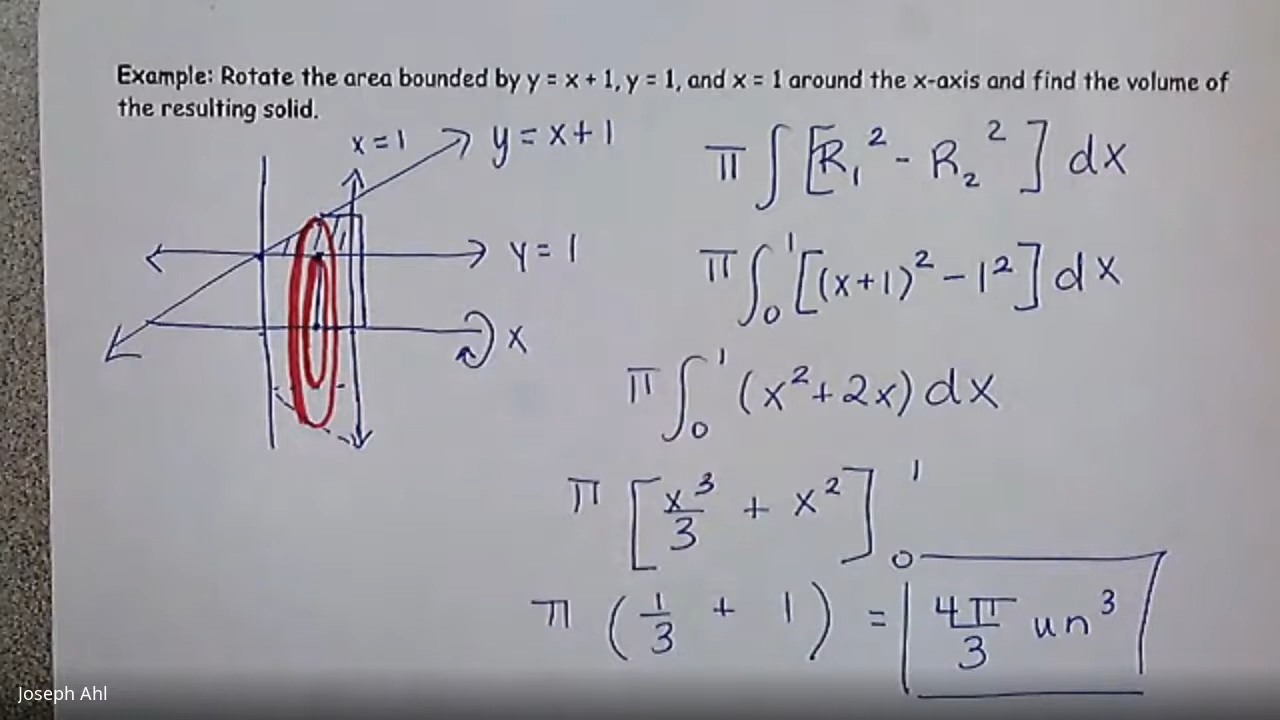 Example: Rotate the area bounded by y = x + 1, y = 1, and x = 1 around the x-axis and find the volume of
the resulting solid.
x = 1
y = x + 1
y = 1
x
π ∫ [R₁² - R₂²] dx
π ∫₀¹ [(x+1)² - 1²] dx
π ∫₀¹ (x² + 2x) dx
π [x³/3 + x²]₀¹
π (1/3 + 1) = 4π/3 un³
Joseph Ahl